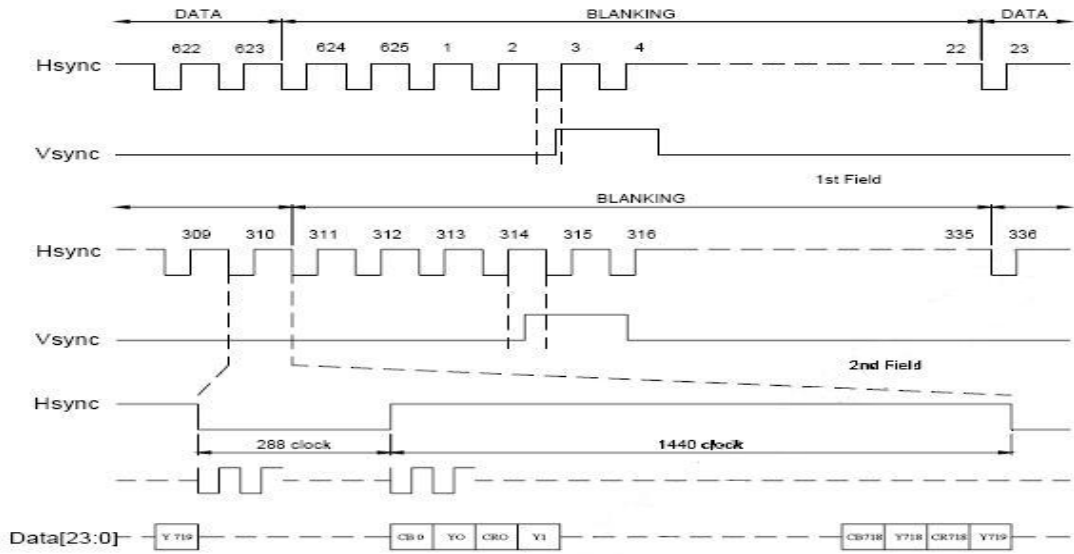 DATA BLANKING DATA
622 623 624 625 1 2 3 4 22 23
Hsync
Vsync
1st Field
BLANKING
309 310 311 312 313 314 315 316 335 336
Hsync
Vsync
2nd Field
Hsync
288 clock 1440 clock
Data[23:0] Y 719 CB 0 YO CRO Y1 CB718 Y718 CR718 Y719